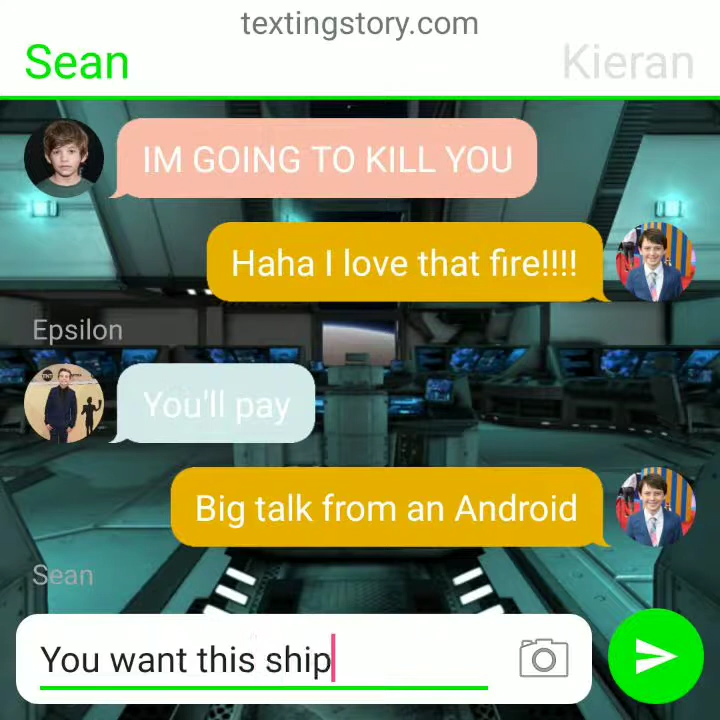 textingstory.com
Sean Kieran
IM GOING TO KILL YOU
Haha I love that fire!!!!
Epsilon
You'll pay
Big talk from an Android
Sean
You want this ship